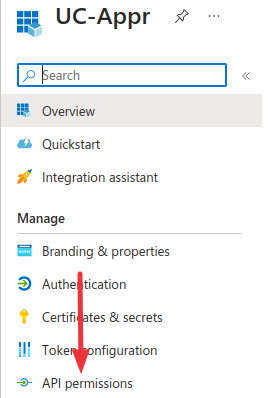 UC-Appr
Search
Overview
Quickstart
Integration assistant
Manage
Branding & properties
Authentication
Certificates & secrets
Token configuration
API permissions